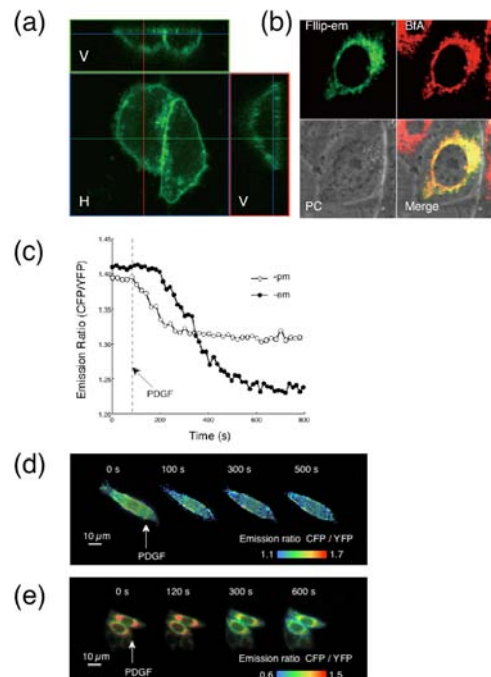 (a)
V
H
V
(b)
Fllip-em
BfA
PC
Merge
(c)
Emission Ratio (CFP/YFP)
1.45
1.40
1.35
1.30
1.25
1.20
-pm
-em
PDGF
0 200 400 600 800
Time (s)
(d)
0 s 100 s 300 s 500 s
10 µm
PDGF
Emission ratio CFP / YFP
1.1 1.7
(e)
0 s 120 s 300 s 600 s
10 µm
PDGF
Emission ratio CFP / YFP
0.6 1.5